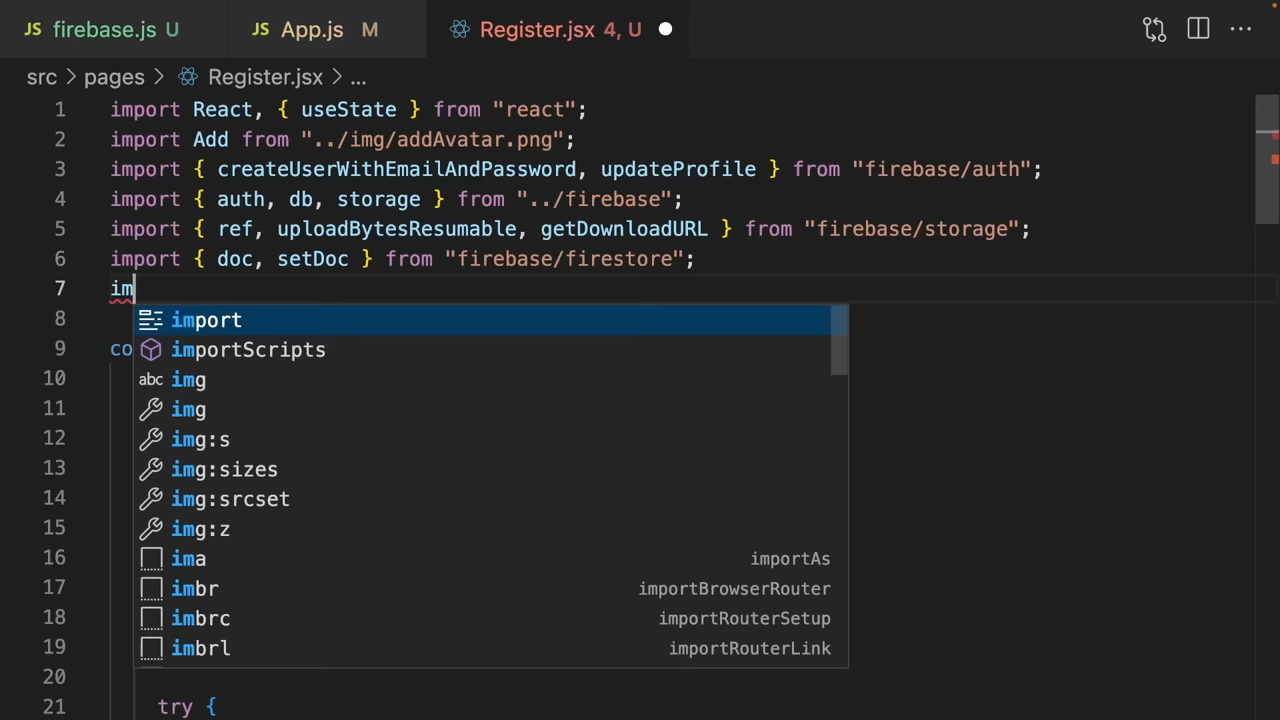 JS firebase.js U JS App.js M Register.jsx 4, U
src > pages > Register.jsx > ...
1 import React, { useState } from "react";
2 import Add from "../img/addAvatar.png";
3 import { createUserWithEmailAndPassword, updateProfile } from "firebase/auth";
4 import { auth, db, storage } from "../firebase";
5 import { ref, uploadBytesResumable, getDownloadURL } from "firebase/storage";
6 import { doc, setDoc } from "firebase/firestore";
7 im
8 import
9 co importScripts
10 abc img
11 img
12 img:s
13 img:sizes
14 img:srcset
15 img:z
16 ima importAs
17 imbr importBrowserRouter
18 imbrc importRouterSetup
19 imbrl importRouterLink
20
21 try {